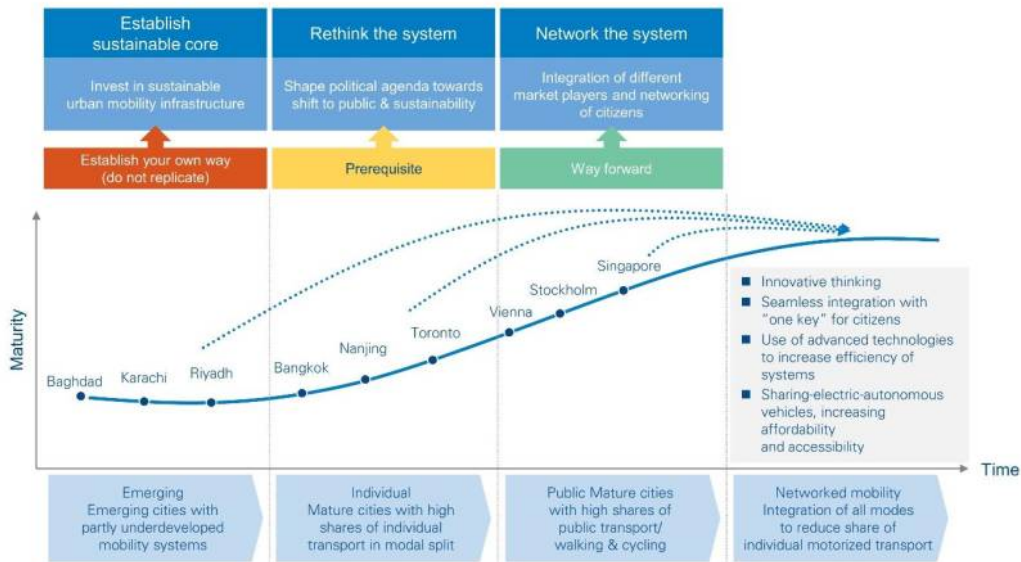 Establish
sustainable core
Invest in sustainable
urban mobility infrastructure
Establish your own way
(do not replicate)
Rethink the system
Shape political agenda towards
shift to public & sustainability
Prerequisite
Network the system
Integration of different
market players and networking
of citizens
Way forward
Maturity
Baghdad
Karachi
Riyadh
Bangkok
Nanjing
Toronto
Vienna
Stockholm
Singapore
■ Innovative thinking
■ Seamless integration with
"one key" for citizens
■ Use of advanced technologies
to increase efficiency of
systems
■ Sharing-electric-autonomous
vehicles, increasing
affordability
and accessibility
Time
Emerging
Emerging cities with
partly underdeveloped
mobility systems
Individual
Mature cities with high
shares of individual
transport in modal split
Public Mature cities
with high shares of
public transport/
walking & cycling
Networked mobility
Integration of all modes
to reduce share of
individual motorized transport